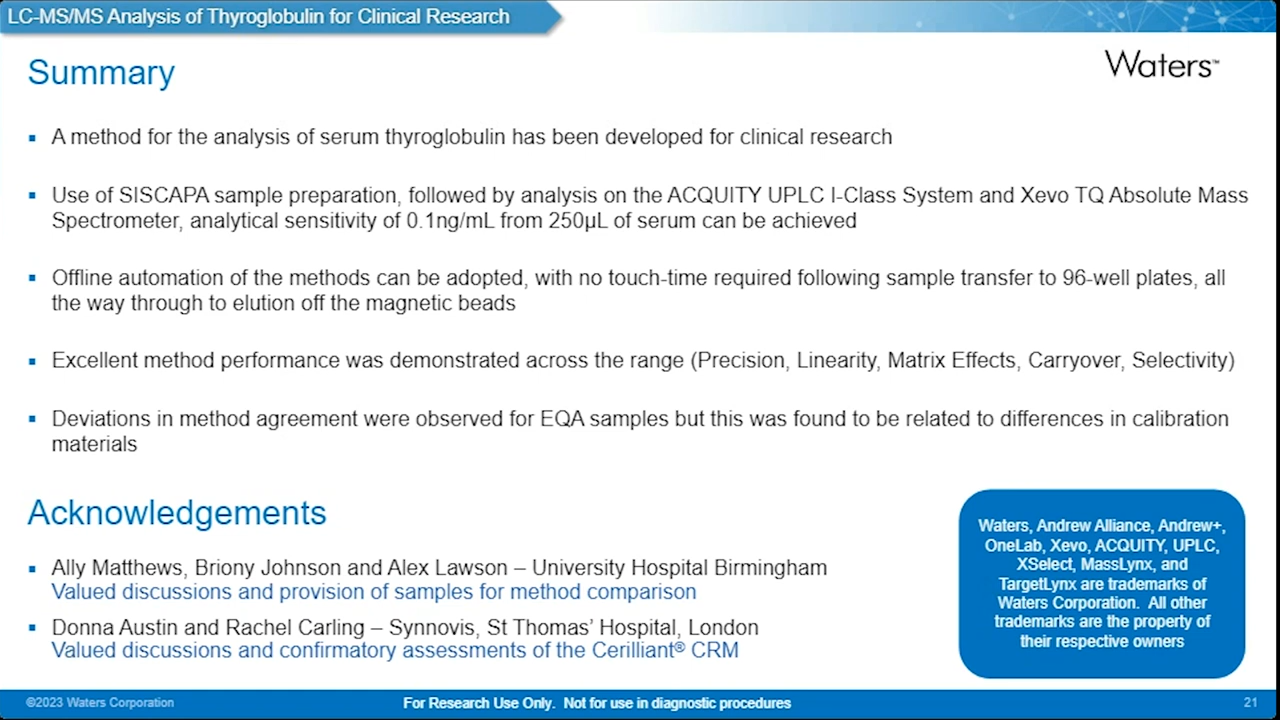 LC-MS/MS Analysis of Thyroglobulin for Clinical Research
Summary
Waters™
▪ A method for the analysis of serum thyroglobulin has been developed for clinical research
▪ Use of SISCAPA sample preparation, followed by analysis on the ACQUITY UPLC I-Class System and Xevo TQ Absolute Mass
Spectrometer, analytical sensitivity of 0.1ng/mL from 250µL of serum can be achieved
▪ Offline automation of the methods can be adopted, with no touch-time required following sample transfer to 96-well plates, all
the way through to elution off the magnetic beads
▪ Excellent method performance was demonstrated across the range (Precision, Linearity, Matrix Effects, Carryover, Selectivity)
▪ Deviations in method agreement were observed for EQA samples but this was found to be related to differences in calibration
materials
Acknowledgements
▪ Ally Matthews, Briony Johnson and Alex Lawson – University Hospital Birmingham
Valued discussions and provision of samples for method comparison
▪ Donna Austin and Rachel Carling – Synnovis, St Thomas’ Hospital, London
Valued discussions and confirmatory assessments of the Cerilliant® CRM
Waters, Andrew Alliance, Andrew+,
OneLab, Xevo, ACQUITY, UPLC,
XSelect, MassLynx, and
TargetLynx are trademarks of
Waters Corporation. All other
trademarks are the property of
their respective owners
©2023 Waters Corporation
For Research Use Only. Not for use in diagnostic procedures
21